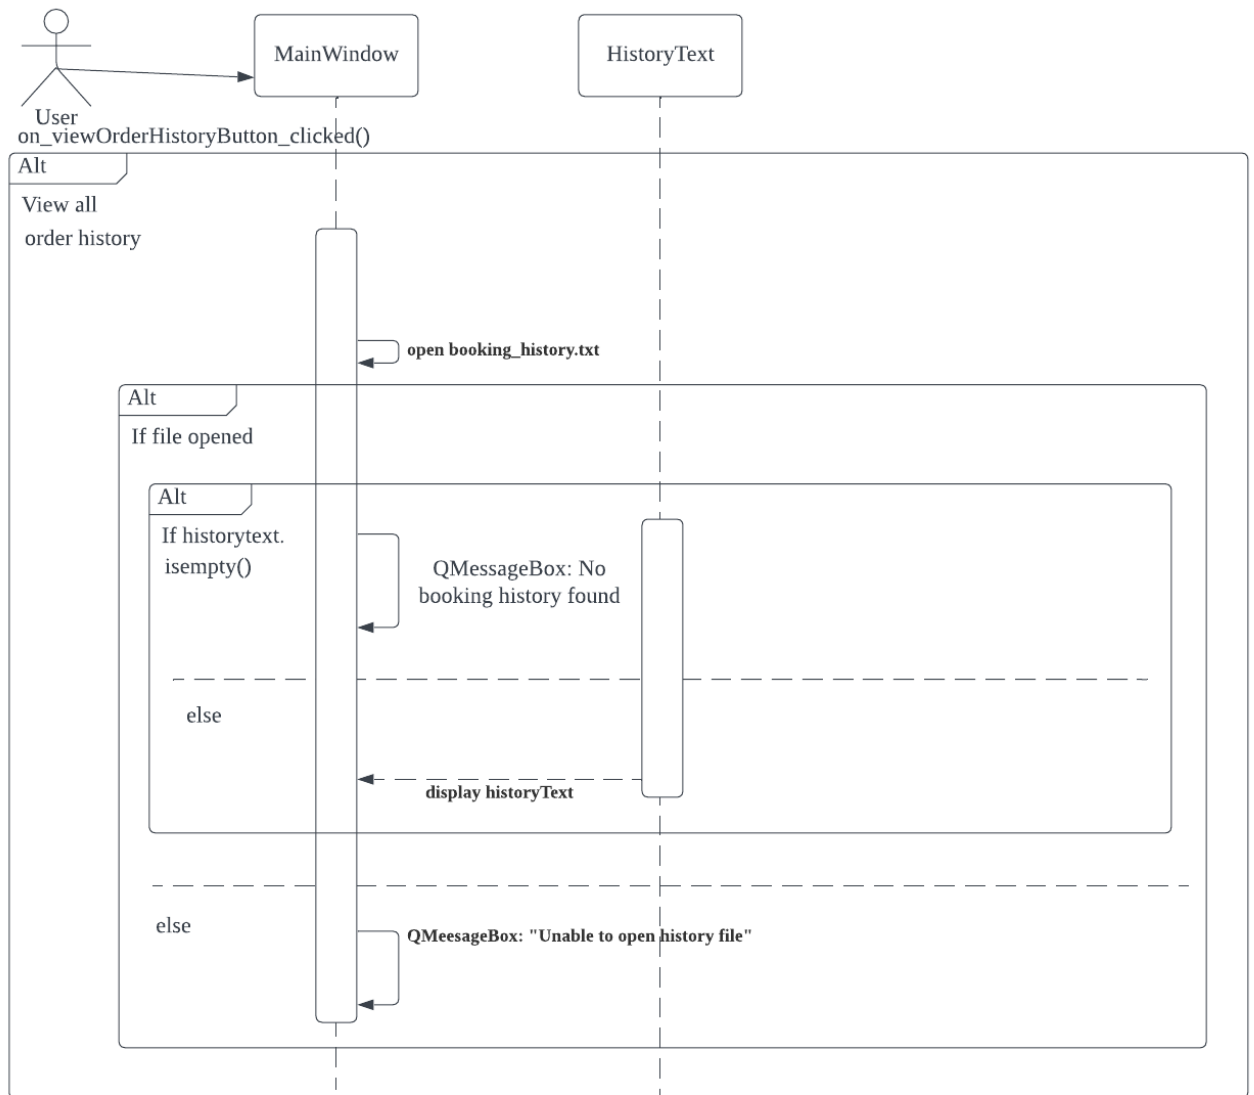 MainWindow
HistoryText
User
on_viewOrderHistoryButton_clicked()
Alt
View all
order history
open booking_history.txt
Alt
If file opened
Alt
If historytext.
isempty()
QMessageBox: No
booking history found
else
display historyText
else
QMeesageBox: "Unable to open history file"